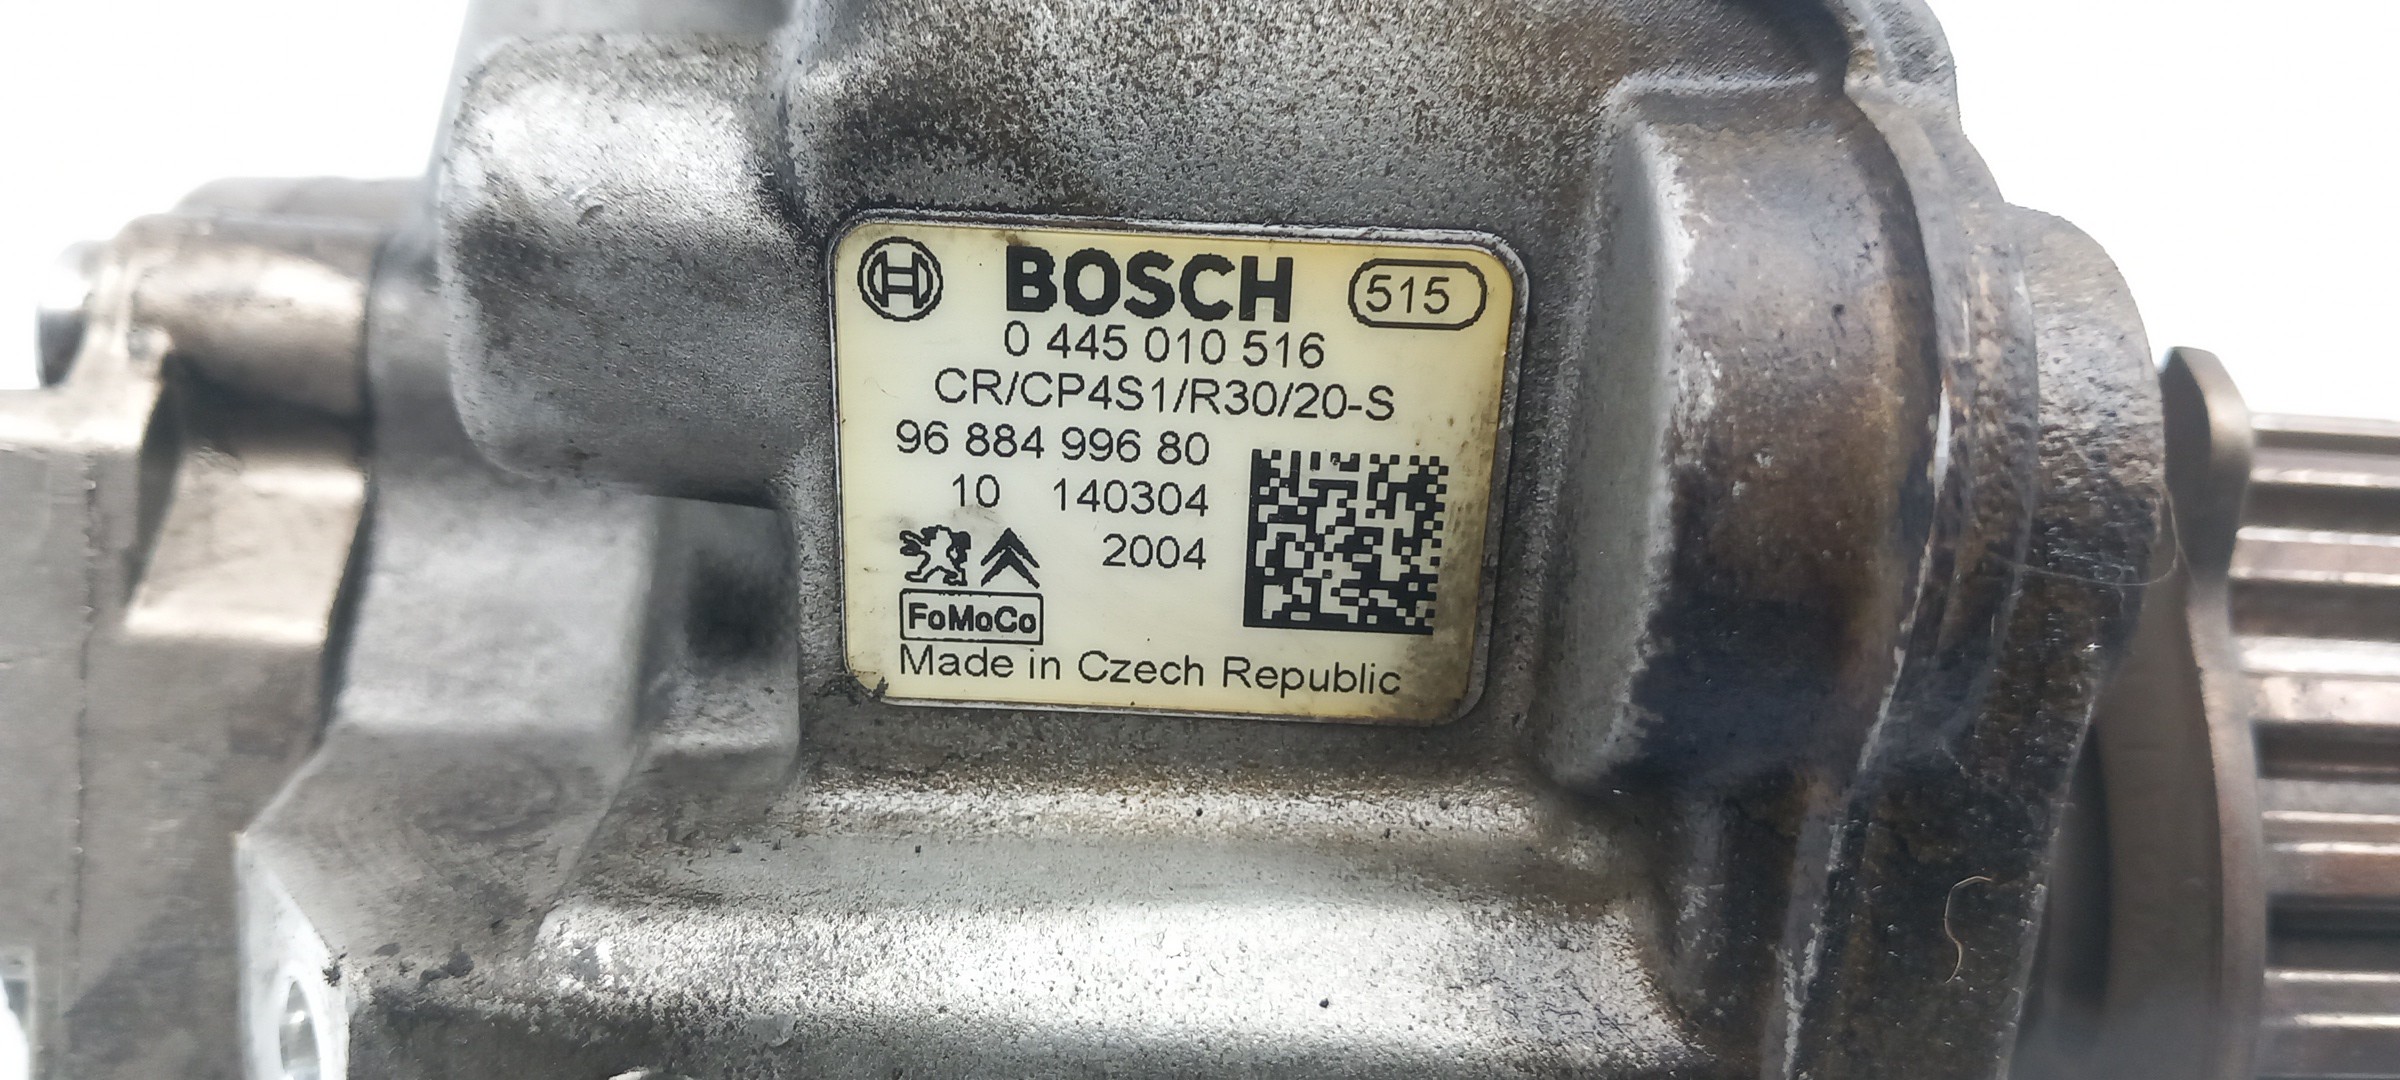 BOSCH 515
0 445 010 516
CR/CP4S1/R30/20-S
96 884 996 80
10 140304
2004
FoMoCo
Made in Czech Republic